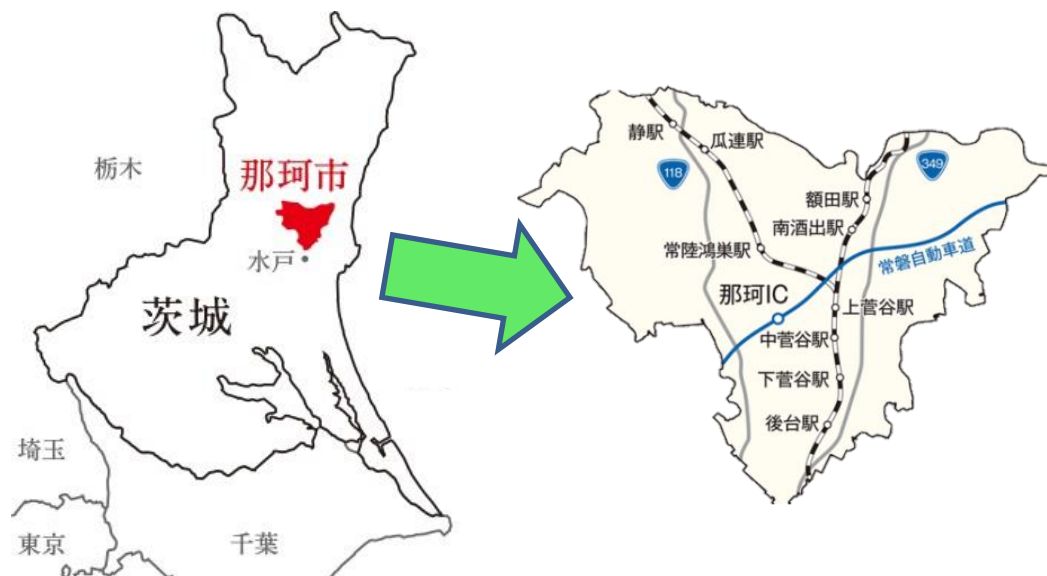 栃木
那珂市
水戸
茨城
埼玉
東京
千葉
静駅
瓜連駅
118
349
額田駅
南酒出駅
常陸鴻巣駅
常磐自動車道
那珂IC
上菅谷駅
中菅谷駅
下菅谷駅
後台駅